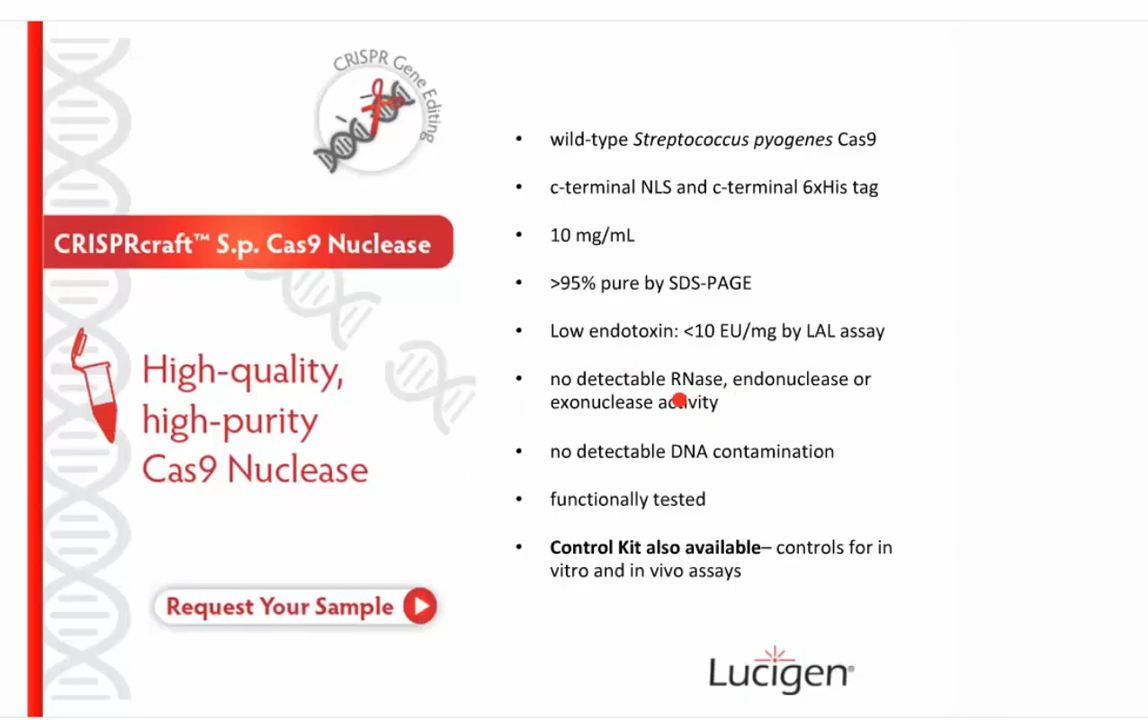 CRISPR Gene Editing
CRISPRcraft™ S.p. Cas9 Nuclease
High-quality,
high-purity
Cas9 Nuclease
Request Your Sample
• wild-type Streptococcus pyogenes Cas9
• c-terminal NLS and c-terminal 6xHis tag
• 10 mg/mL
• >95% pure by SDS-PAGE
• Low endotoxin: <10 EU/mg by LAL assay
• no detectable RNase, endonuclease or
exonuclease activity
• no detectable DNA contamination
• functionally tested
• Control Kit also available– controls for in
vitro and in vivo assays
Lucigen®